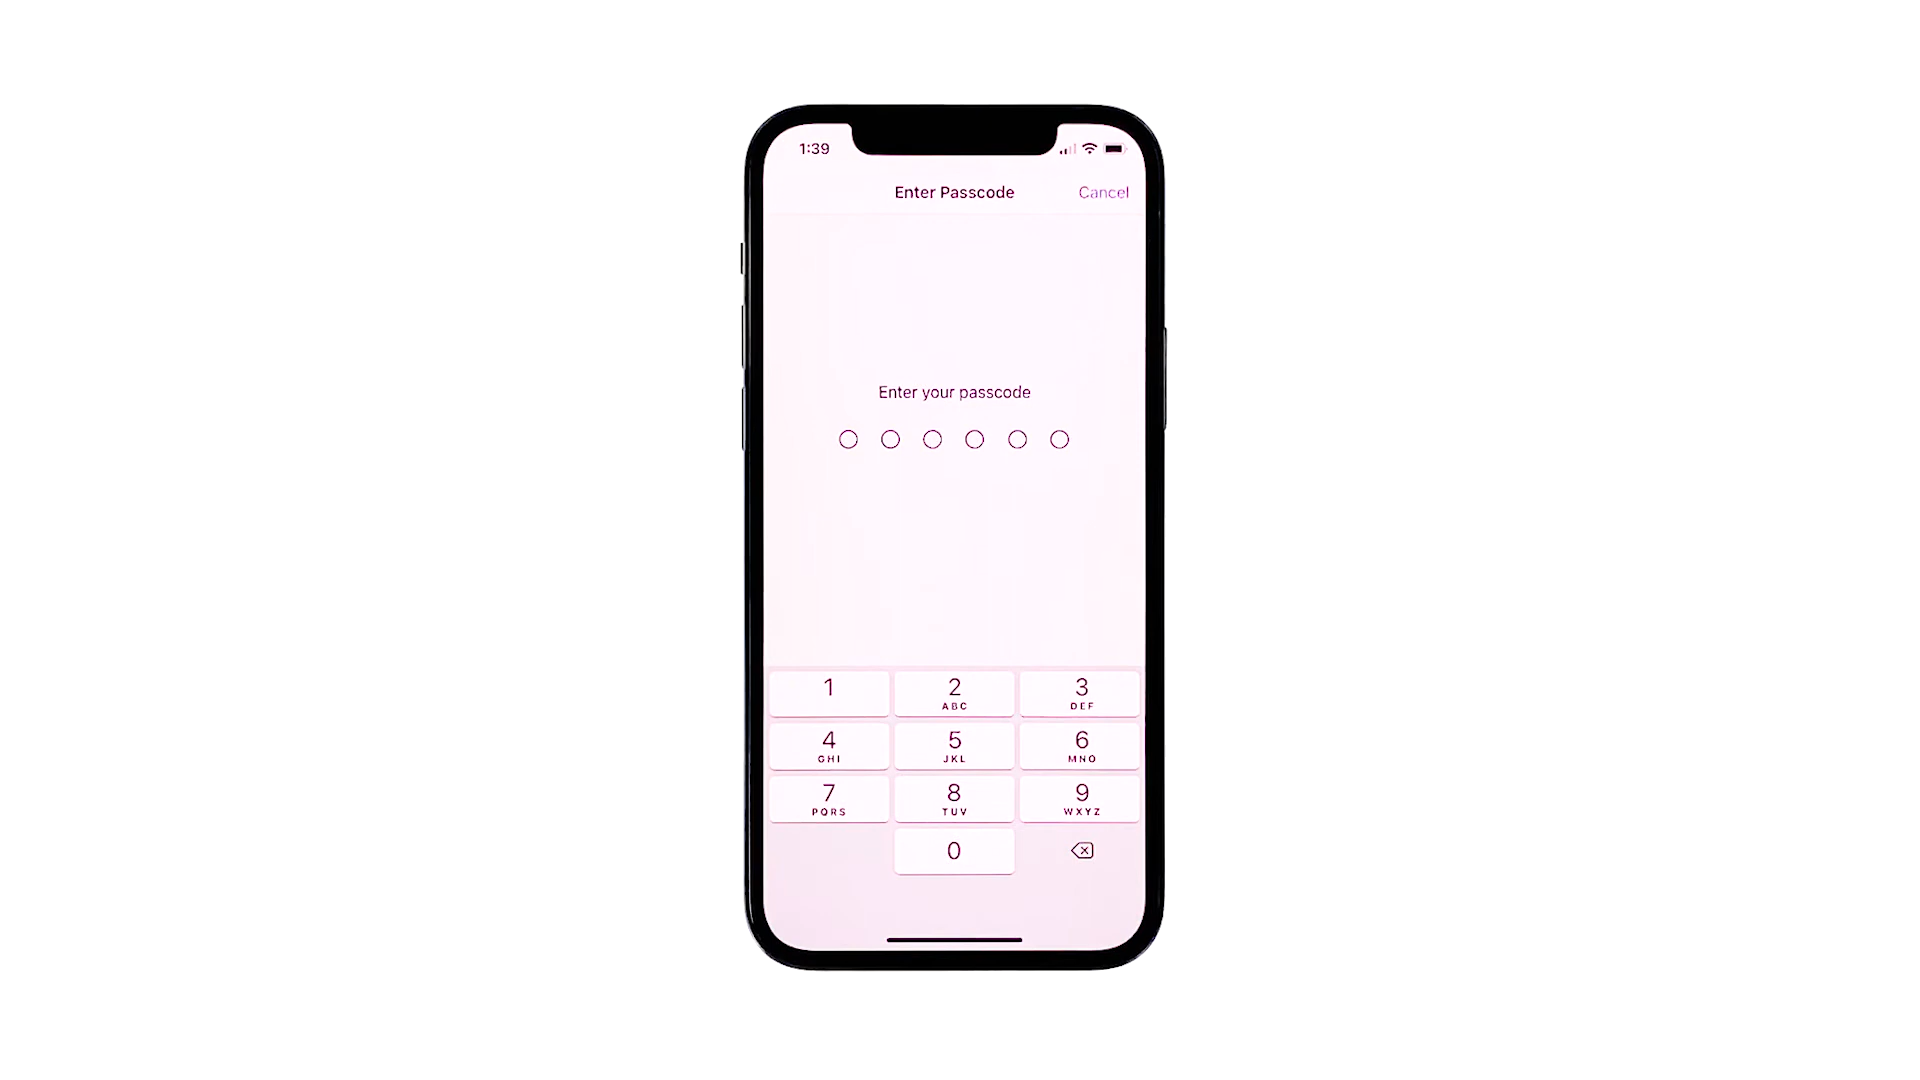 1:39
Enter Passcode Cancel
Enter your passcode
1 2 3
ABC DEF
4 5 6
GHI JKL MNO
7 8 9
PQRS TUV WXYZ
0